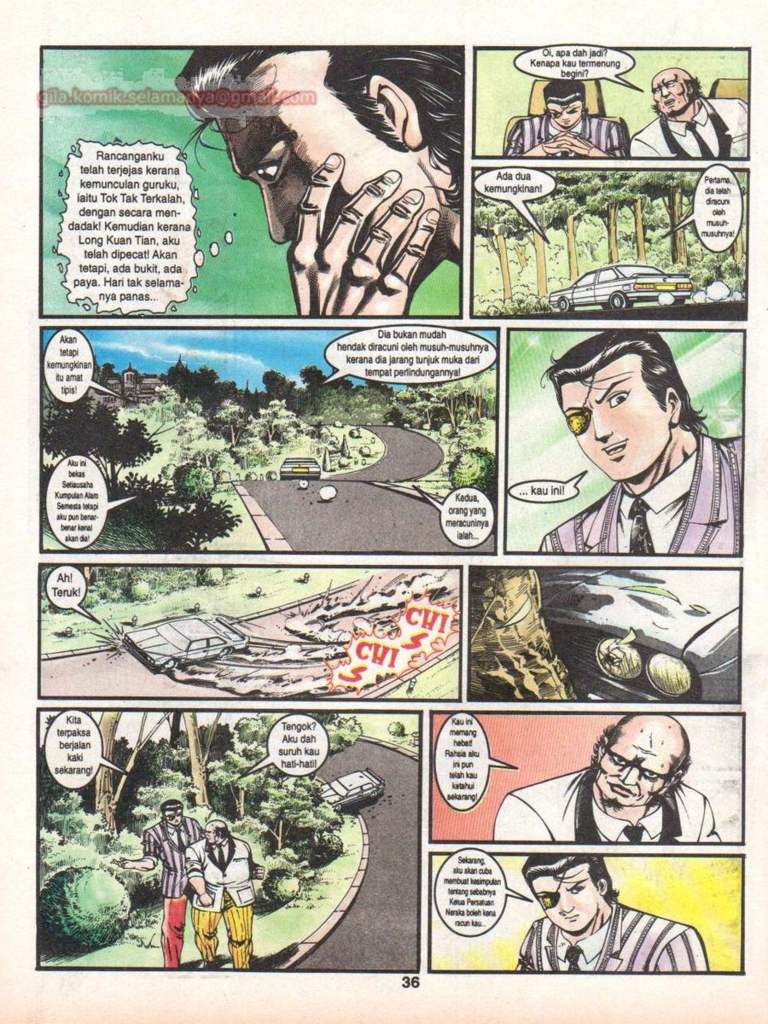 gila.komik.selamanya@gmail.com
Rancanganku
telah terjejas kerana
kemunculan guruku,
iaitu Tok Tak Terkalah,
dengan secara men-
dadak! Kemudian kerana
Long Kuan Tian, aku
telah dipecat! Akan
tetapi, ada bukit, ada
paya. Hari tak selama-
nya panas...
Oi, apa dah jadi?
Kenapa kau termenung
begini?
Ada dua
kemungkinan!
Pertama,
dia telah
diracuni
oleh
musuh-
musuhnya!
Akan
tetapi
kemungkinan
itu amat
tipis!
Dia bukan mudah
hendak diracuni oleh musuh-musuhnya
kerana dia jarang tunjuk muka dari
tempat perlindungannya!
Aku ini
bekas
Setiausaha
Kumpulan Alam
Semesta tetapi
aku pun benar-
benar kenal
akan dia!
Kedua,
orang yang
meracuninya
ialah...
... kau ini!
Ah!
Teruk!
CHI
S
CHI
S
Kita
terpaksa
berjalan
kaki
sekarang!
Tengok?
Aku dah
suruh kau
hati-hati!
Kau ini
memang
hebat!
Rahsia aku
ini pun
telah kau
ketahui
sekarang!
Sekarang,
aku akan cuba
membuat kesimpulan
tentang sebabnya
Ketua Persatuan
Neraka boleh kena
racun kau...
36